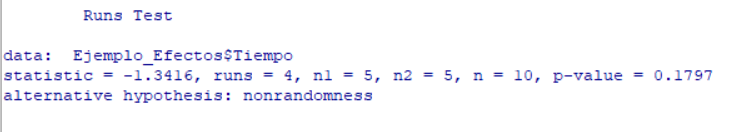 Runs Test
data: Ejemplo_Efectos$Tiempo
statistic = -1.3416, runs = 4, n1 = 5, n2 = 5, n = 10, p-value = 0.1797
alternative hypothesis: nonrandomness